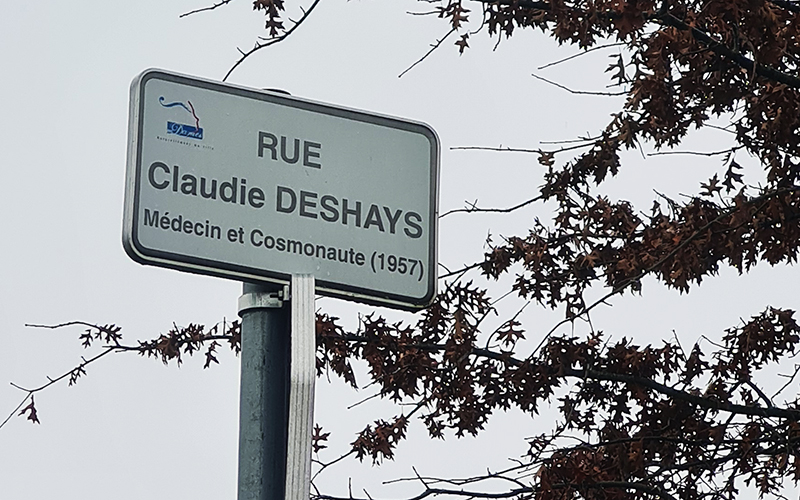 RUE
Claudie DESHAYS
Médecin et Cosmonaute (1957)